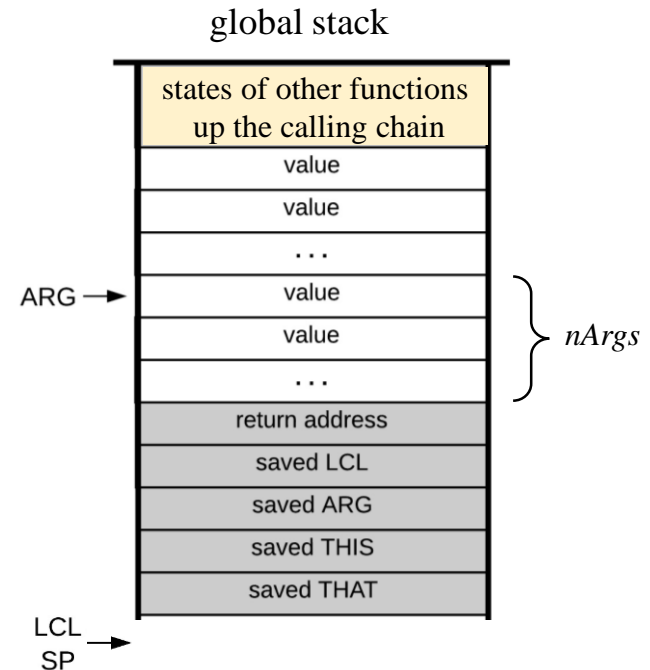 global stack
states of other functions
up the calling chain
value
value
...
ARG
value
value
nArgs
...
return address
saved LCL
saved ARG
saved THIS
saved THAT
LCL
SP